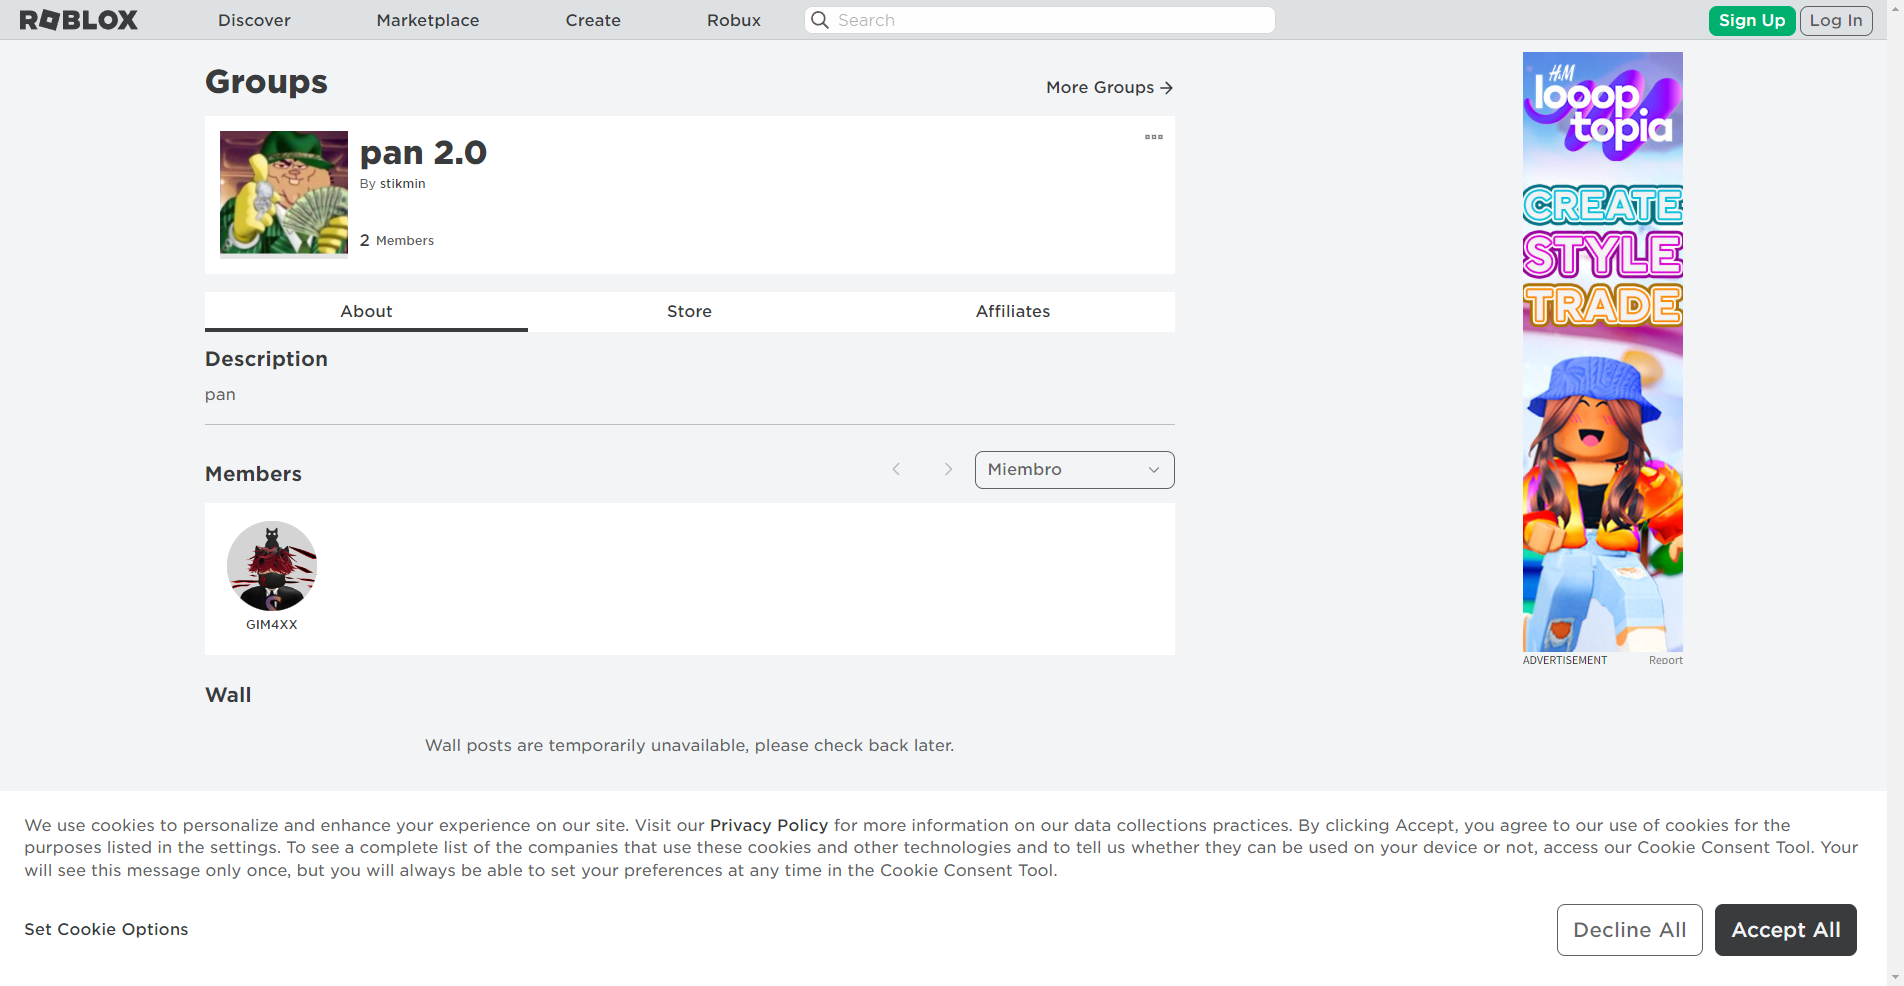 ROBLOX
Discover
Marketplace
Create
Robux
Search
Sign Up
Log In
Groups
More Groups
pan 2.0
By stikmin
2 Members
About
Store
Affiliates
Description
pan
Members
Miembro
GIM4XX
Wall
Wall posts are temporarily unavailable, please check back later.
H&M
looop
topia
CREATE
STYLE
TRADE
ADVERTISEMENT
Report
We use cookies to personalize and enhance your experience on our site. Visit our Privacy Policy for more information on our data collections practices. By clicking Accept, you agree to our use of cookies for the
purposes listed in the settings. To see a complete list of the companies that use these cookies and other technologies and to tell us whether they can be used on your device or not, access our Cookie Consent Tool. Your
will see this message only once, but you will always be able to set your preferences at any time in the Cookie Consent Tool.
Set Cookie Options
Decline All
Accept All